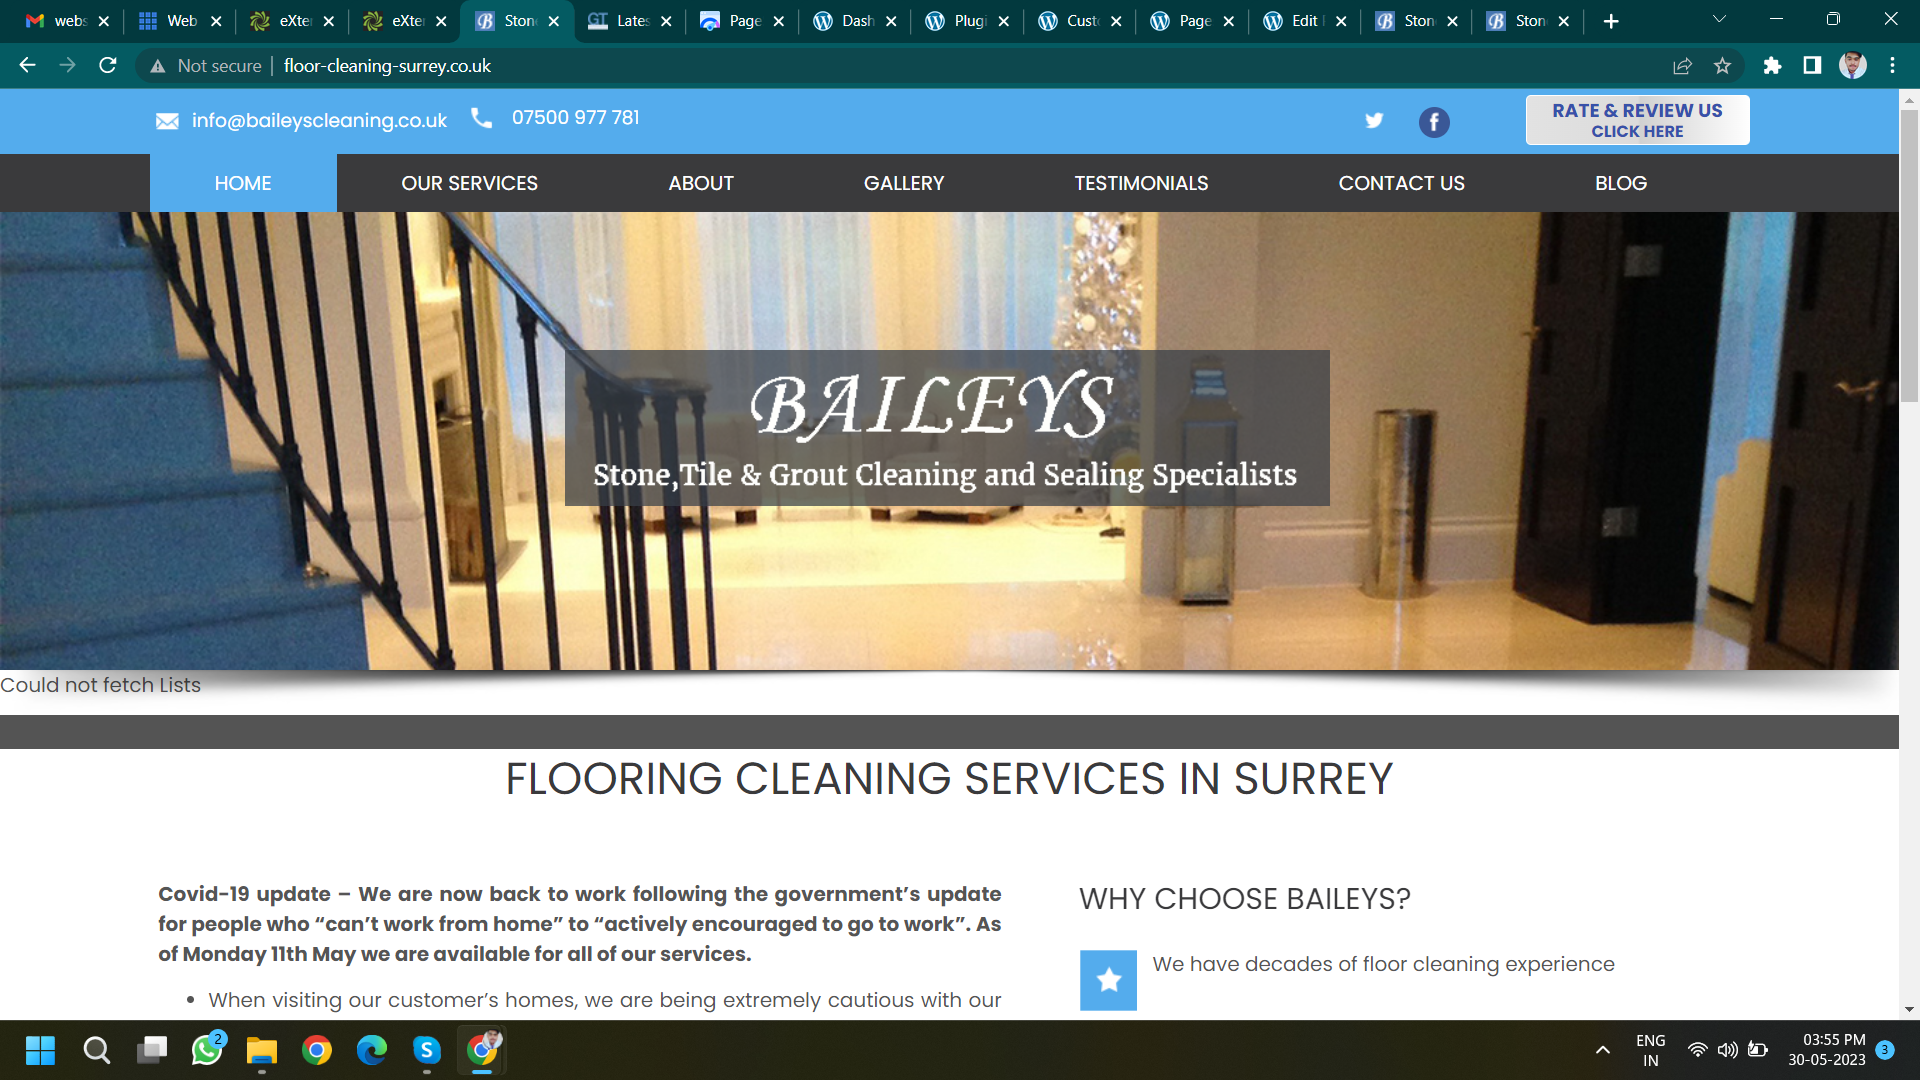 webs
Web
eXter
eXter
Ston
GT Lates
Page
Dash
Plugi
Cust
Page
Edit
Ston
Ston
Not secure
floor-cleaning-surrey.co.uk
info@baileyscleaning.co.uk
07500 977 781
RATE & REVIEW US
CLICK HERE
HOME
OUR SERVICES
ABOUT
GALLERY
TESTIMONIALS
CONTACT US
BLOG
BAILEYS
Stone,Tile & Grout Cleaning and Sealing Specialists
Could not fetch Lists
FLOORING CLEANING SERVICES IN SURREY
Covid-19 update – We are now back to work following the government’s update
for people who “can’t work from home” to “actively encouraged to go to work”. As
of Monday 11th May we are available for all of our services.
• When visiting our customer’s homes, we are being extremely cautious with our
WHY CHOOSE BAILEYS?
We have decades of floor cleaning experience
2
ENG
IN
03:55 PM
30-05-2023
3